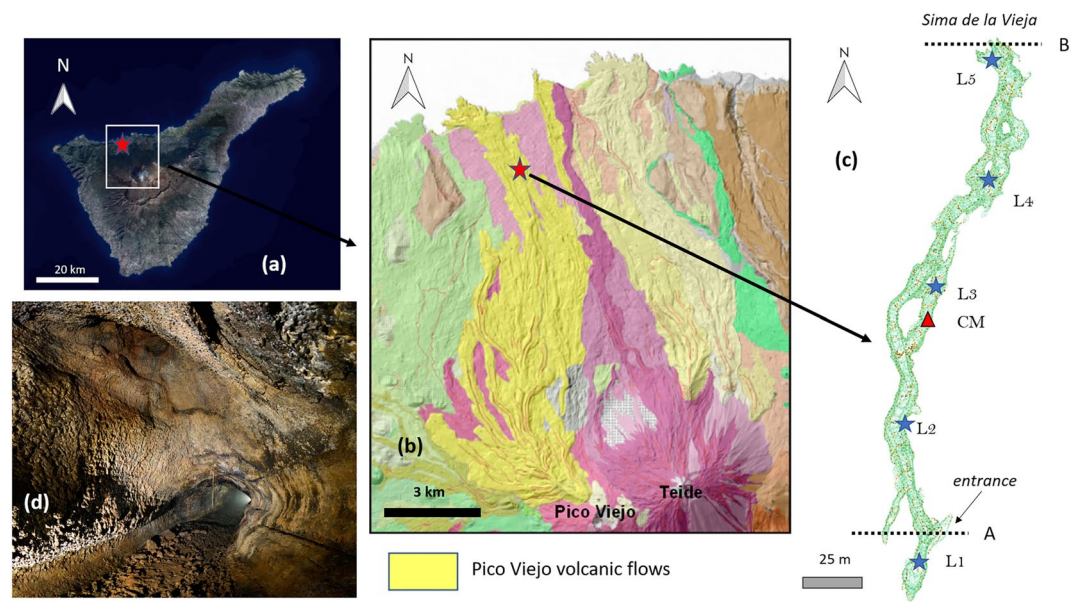 N
20 km
(a)
(d)
N
(b)
3 km
Pico Viejo
Teide
Pico Viejo volcanic flows
Sima de la Vieja
B
N
L5
(c)
L4
L3
CM
L2
entrance
A
L1
25 m